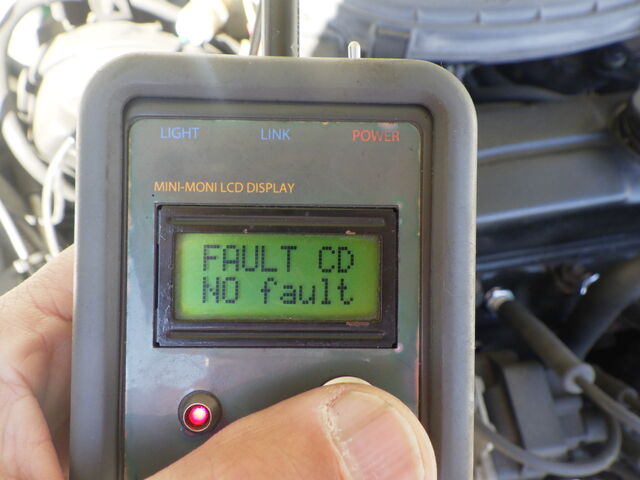 LIGHT LINK POWER
MINI-MONI LCD DISPLAY
FAULT CD
NO fault